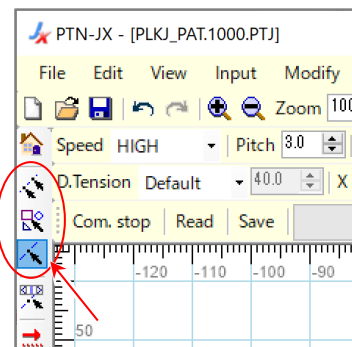 PTN-JX - [PLKJ_PAT.1000.PTJ]
File Edit View Input Modify
Zoom 100
Speed HIGH Pitch 3.0
D.Tension Default 40.0 X
Com. stop Read Save
-120 -110 -100 -90
50